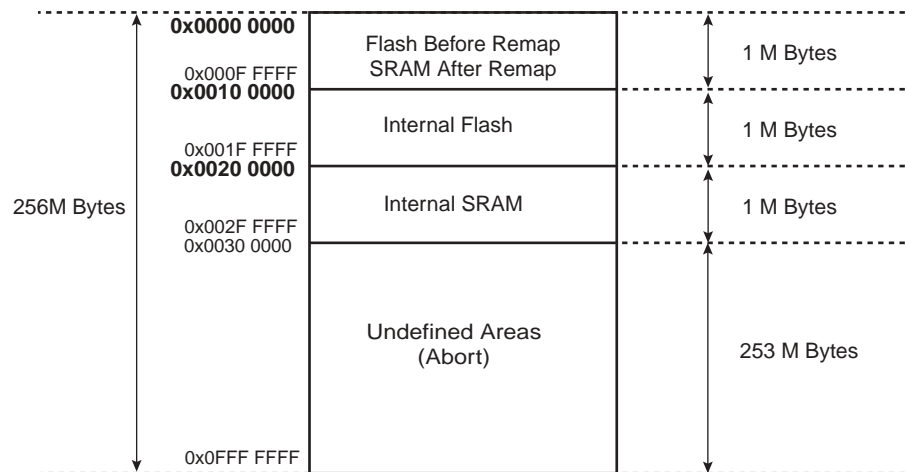 0x0000 0000
Flash Before Remap
SRAM After Remap
1 M Bytes
0x000F FFFF
0x0010 0000
Internal Flash
1 M Bytes
0x001F FFFF
0x0020 0000
256M Bytes
Internal SRAM
1 M Bytes
0x002F FFFF
0x0030 0000
Undefined Areas
(Abort)
253 M Bytes
0x0FFF FFFF